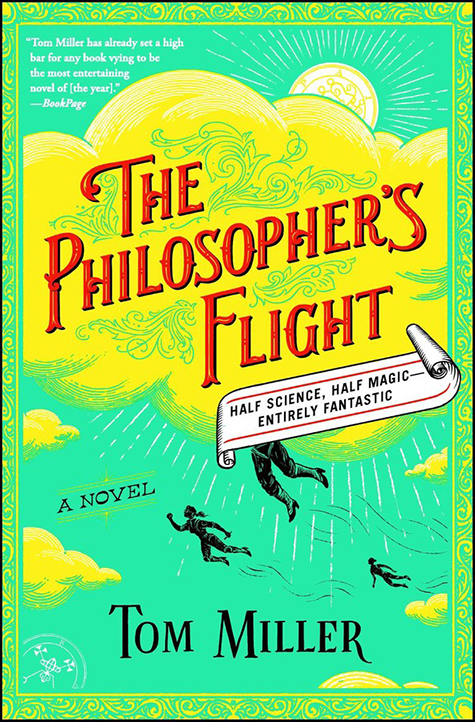 “Tom Miller has already set a high
bar for any book vying to be
the most entertaining
novel of [the year].”
—BookPage
THE
PHILOSOPHER’S
FLIGHT
HALF SCIENCE, HALF MAGIC—
ENTIRELY FANTASTIC
A NOVEL
TOM MILLER